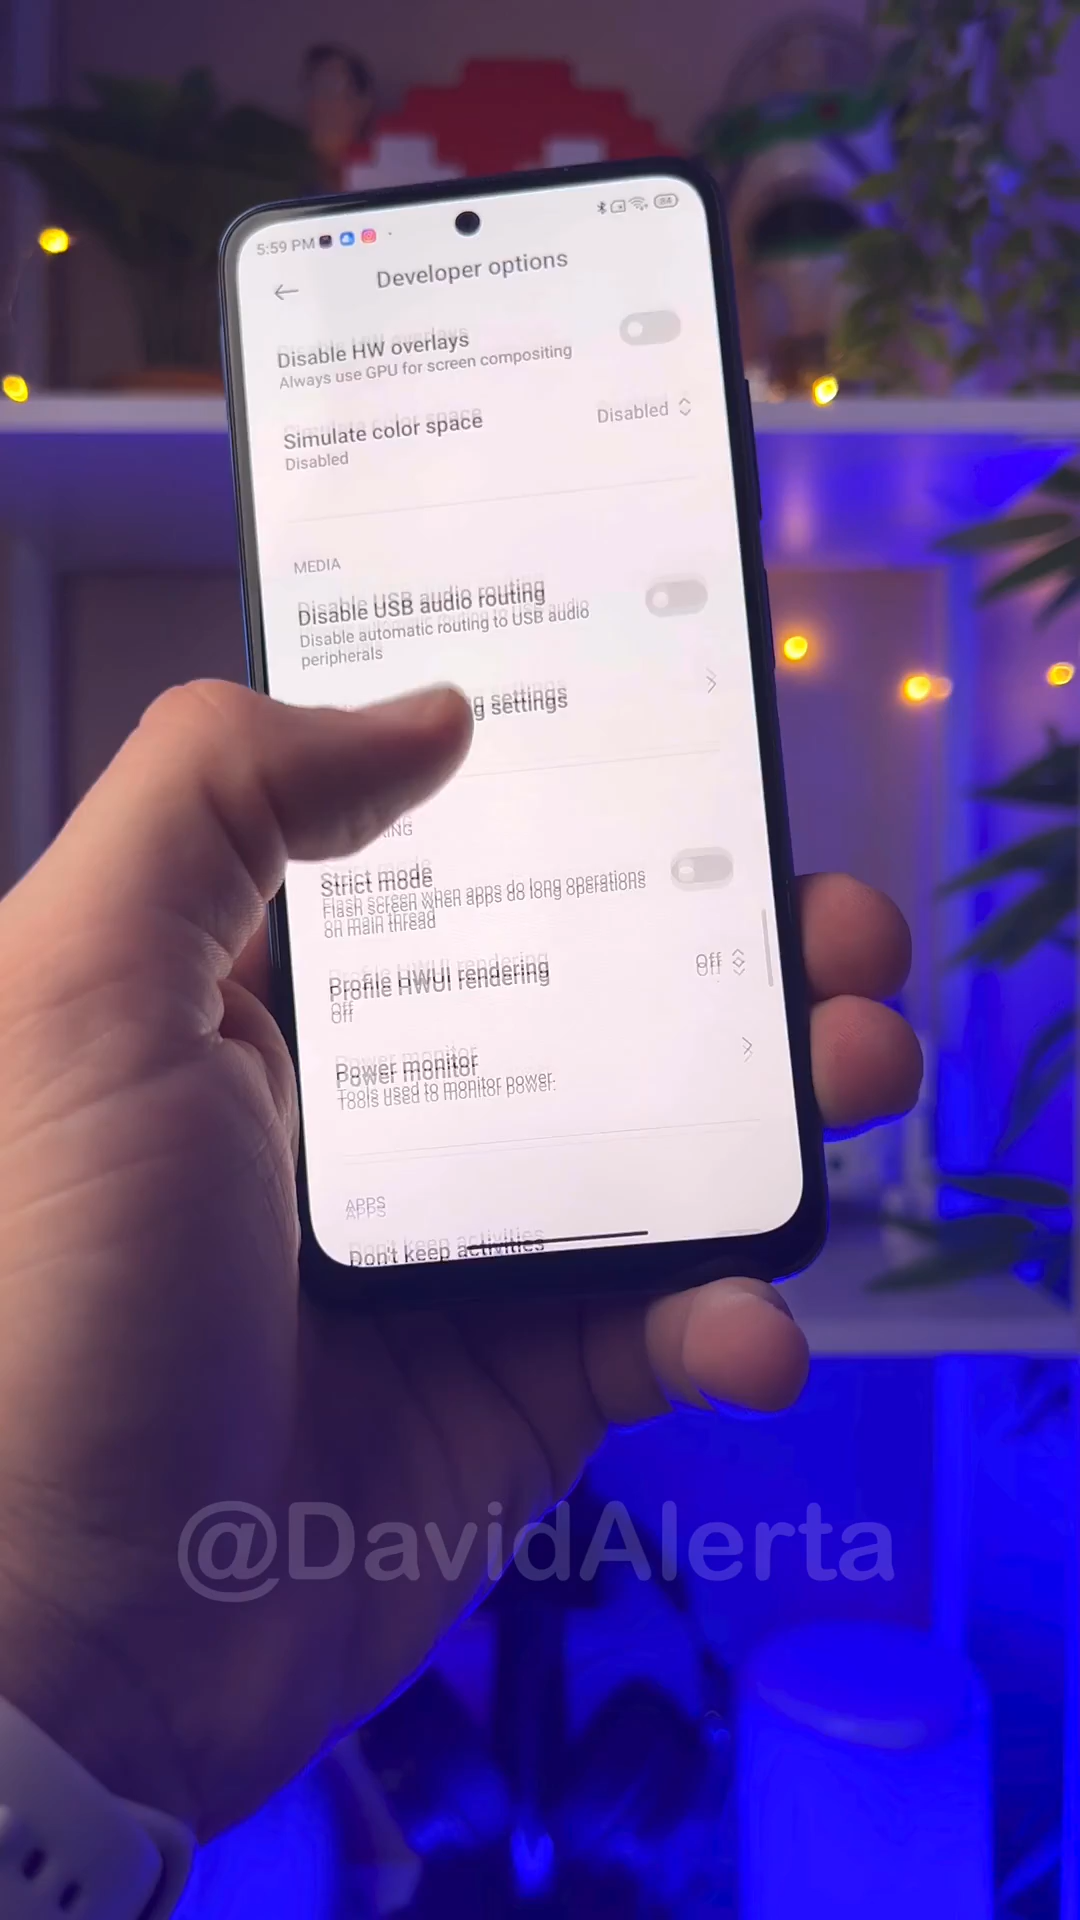 5:59 PM
84
Developer options
Disable HW overlays
Always use GPU for screen compositing
Simulate color space
Disabled
Disabled
MEDIA
Disable USB audio routing
Disable automatic routing to USB audio
peripherals
settings
Strict mode
Flash screen when apps do long operations
on main thread
Profile HWUI rendering
Off
Off
Power monitor
Tools used to monitor power.
APPS
Don't keep activities
@DavidAlerta